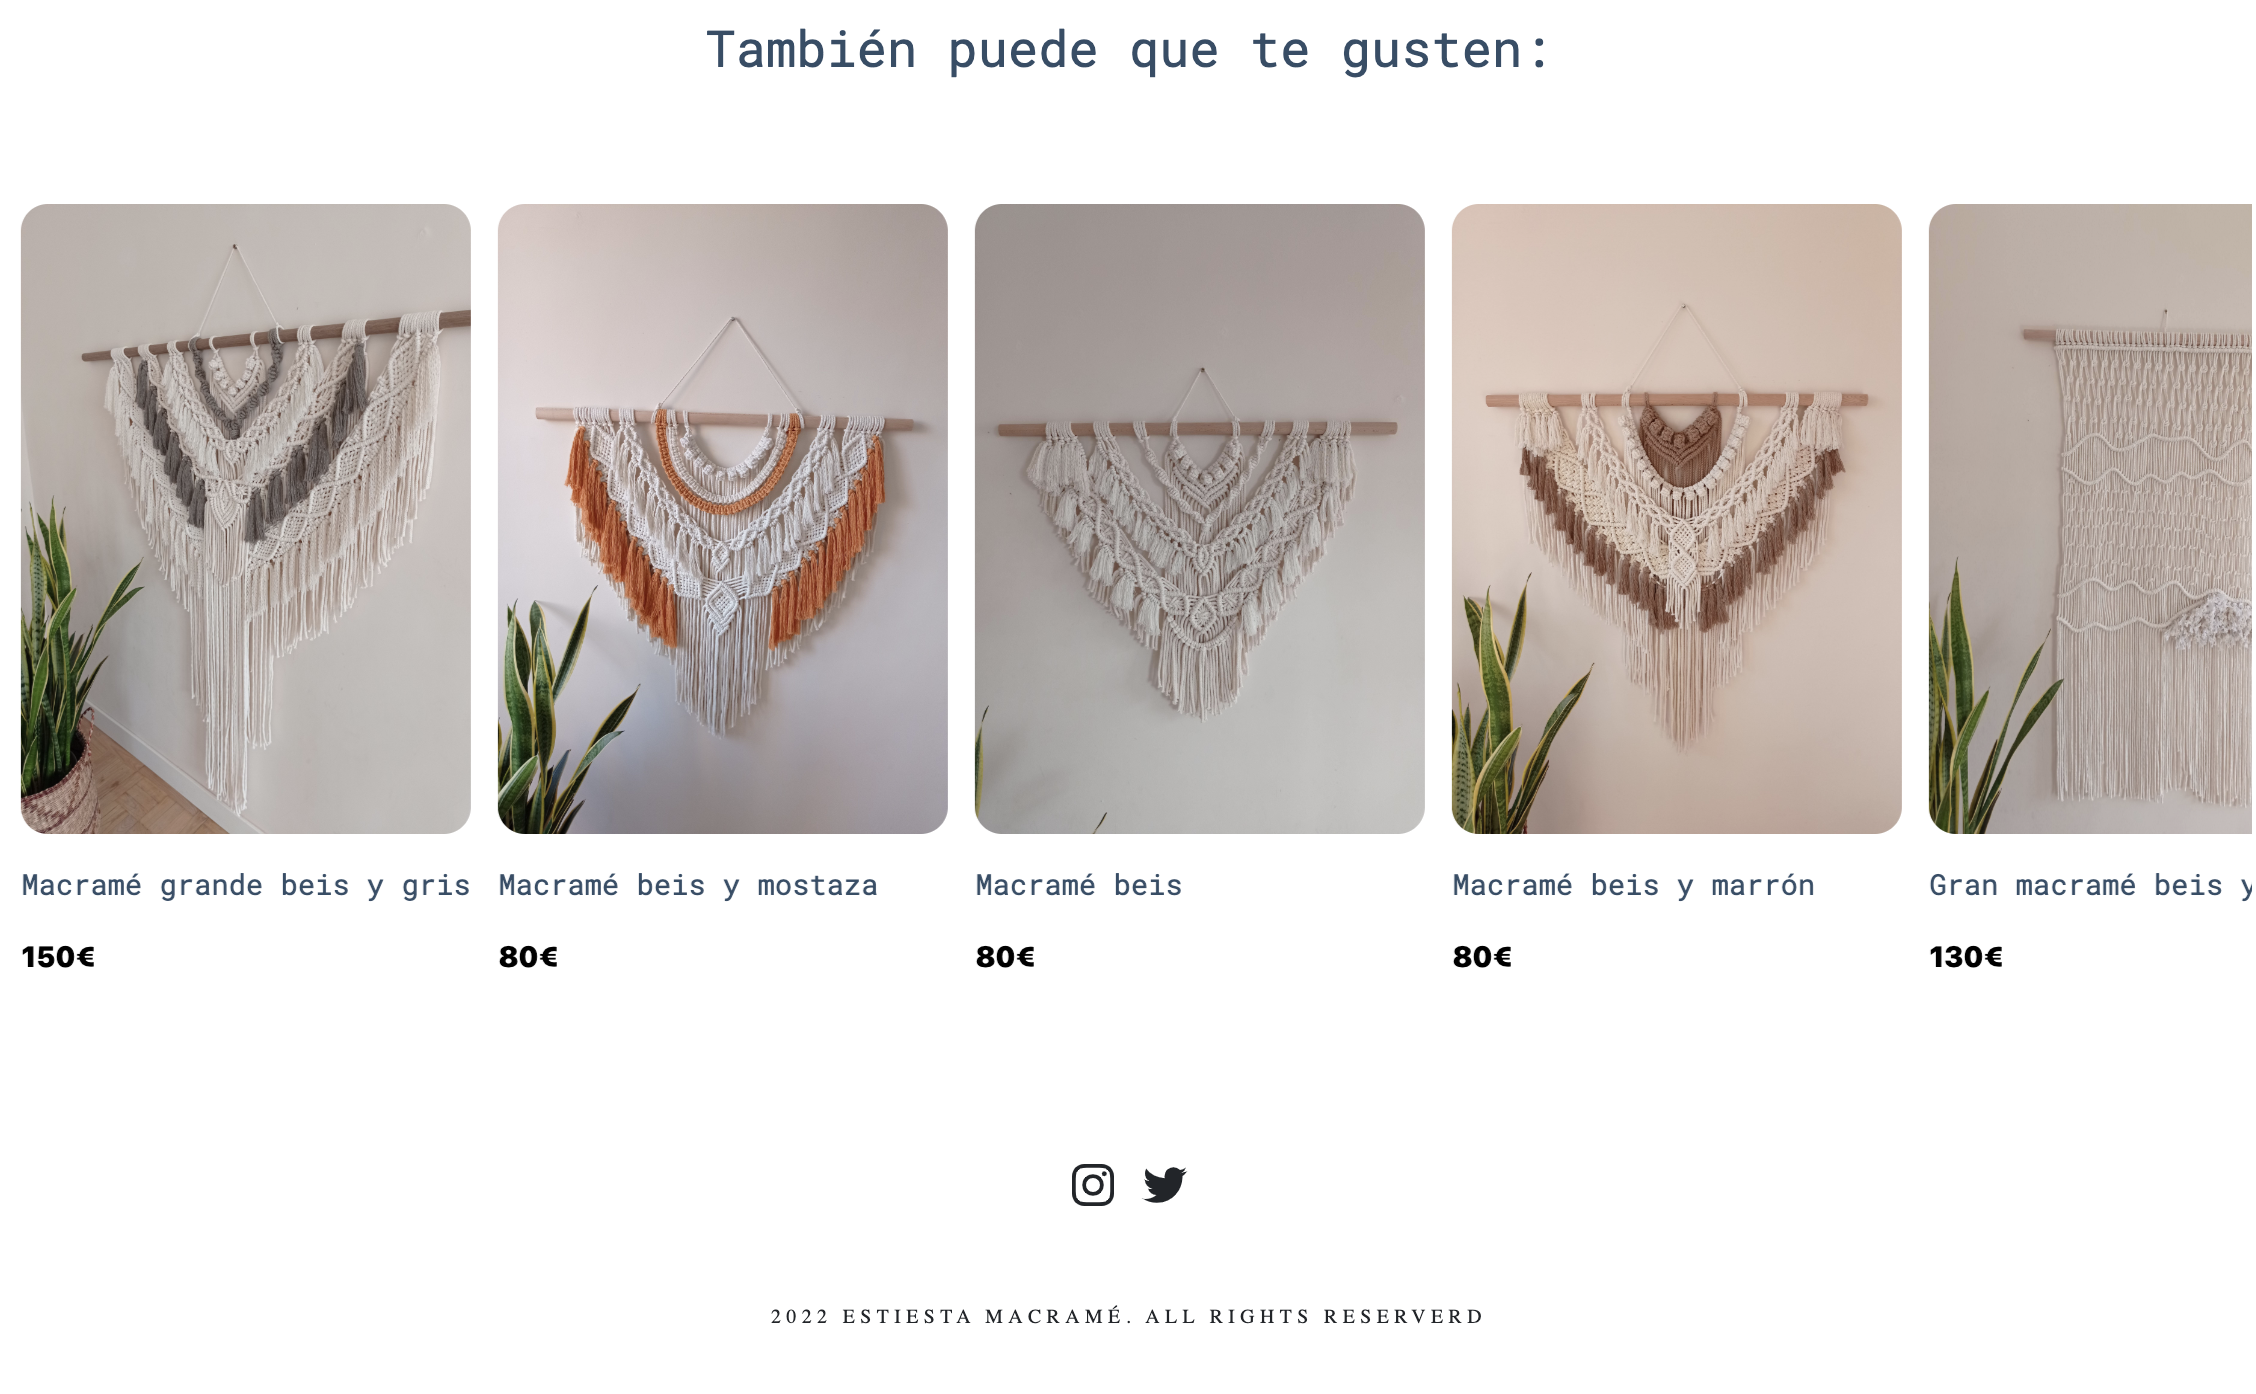 También puede que te gusten:
Macramé grande beis y gris
150€
Macramé beis y mostaza
80€
Macramé beis
80€
Macramé beis y marrón
80€
Gran macramé beis y
130€
2022 ESTIESTA MACRAMÉ. ALL RIGHTS RESERVERD